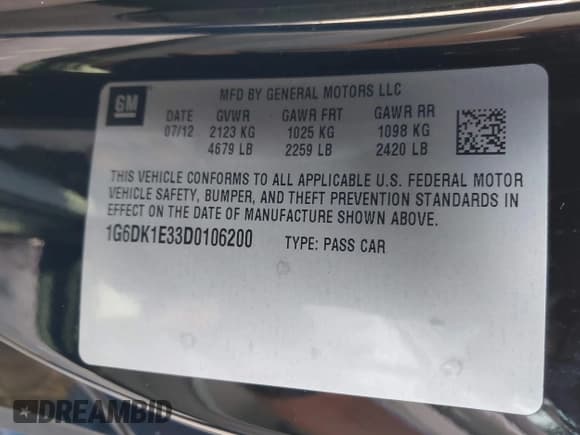 MFD BY GENERAL MOTORS LLC
GM
DATE GVWR GAWR FRT GAWR RR
07/12 2123 KG 1025 KG 1098 KG
4679 LB 2259 LB 2420 LB
THIS VEHICLE CONFORMS TO ALL APPLICABLE U.S. FEDERAL MOTOR
VEHICLE SAFETY, BUMPER, AND THEFT PREVENTION STANDARDS IN
EFFECT ON THE DATE OF MANUFACTURE SHOWN ABOVE.
1G6DK1E33D0106200 TYPE: PASS CAR
DREAMBID